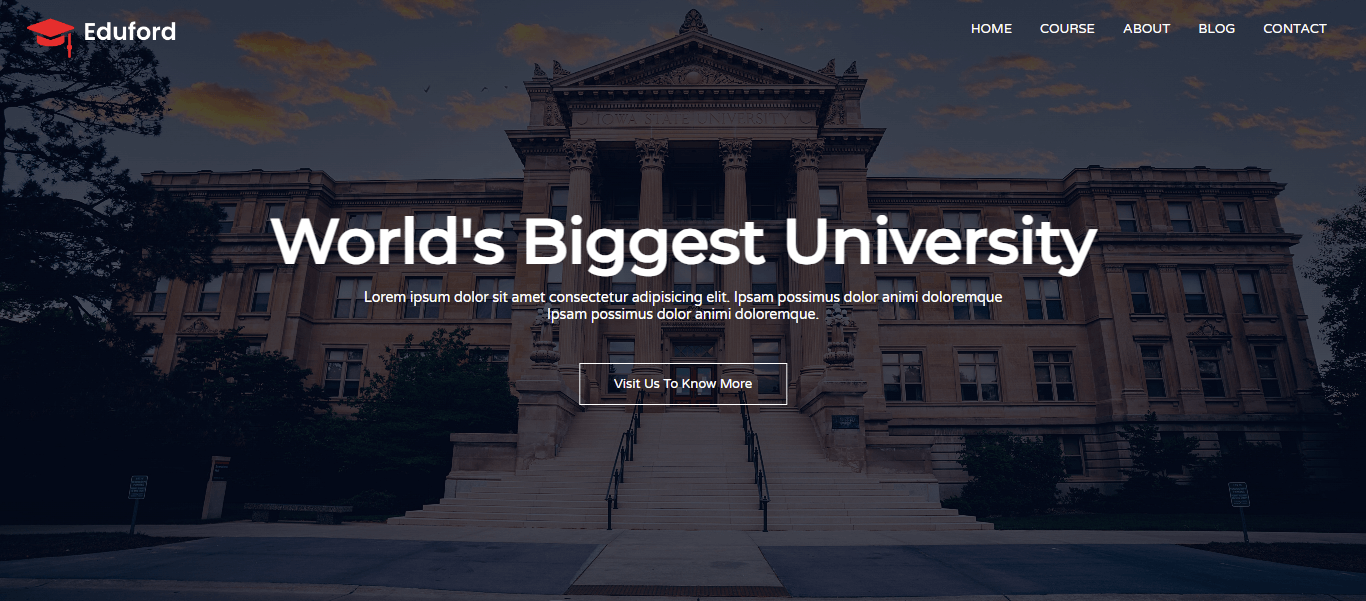 Eduford
HOME COURSE ABOUT BLOG CONTACT
IOWA STATE UNIVERSITY
World's Biggest University
Lorem ipsum dolor sit amet consectetur adipisicing elit. Ipsam possimus dolor animi doloremque
Ipsam possimus dolor animi doloremque.
Visit Us To Know More